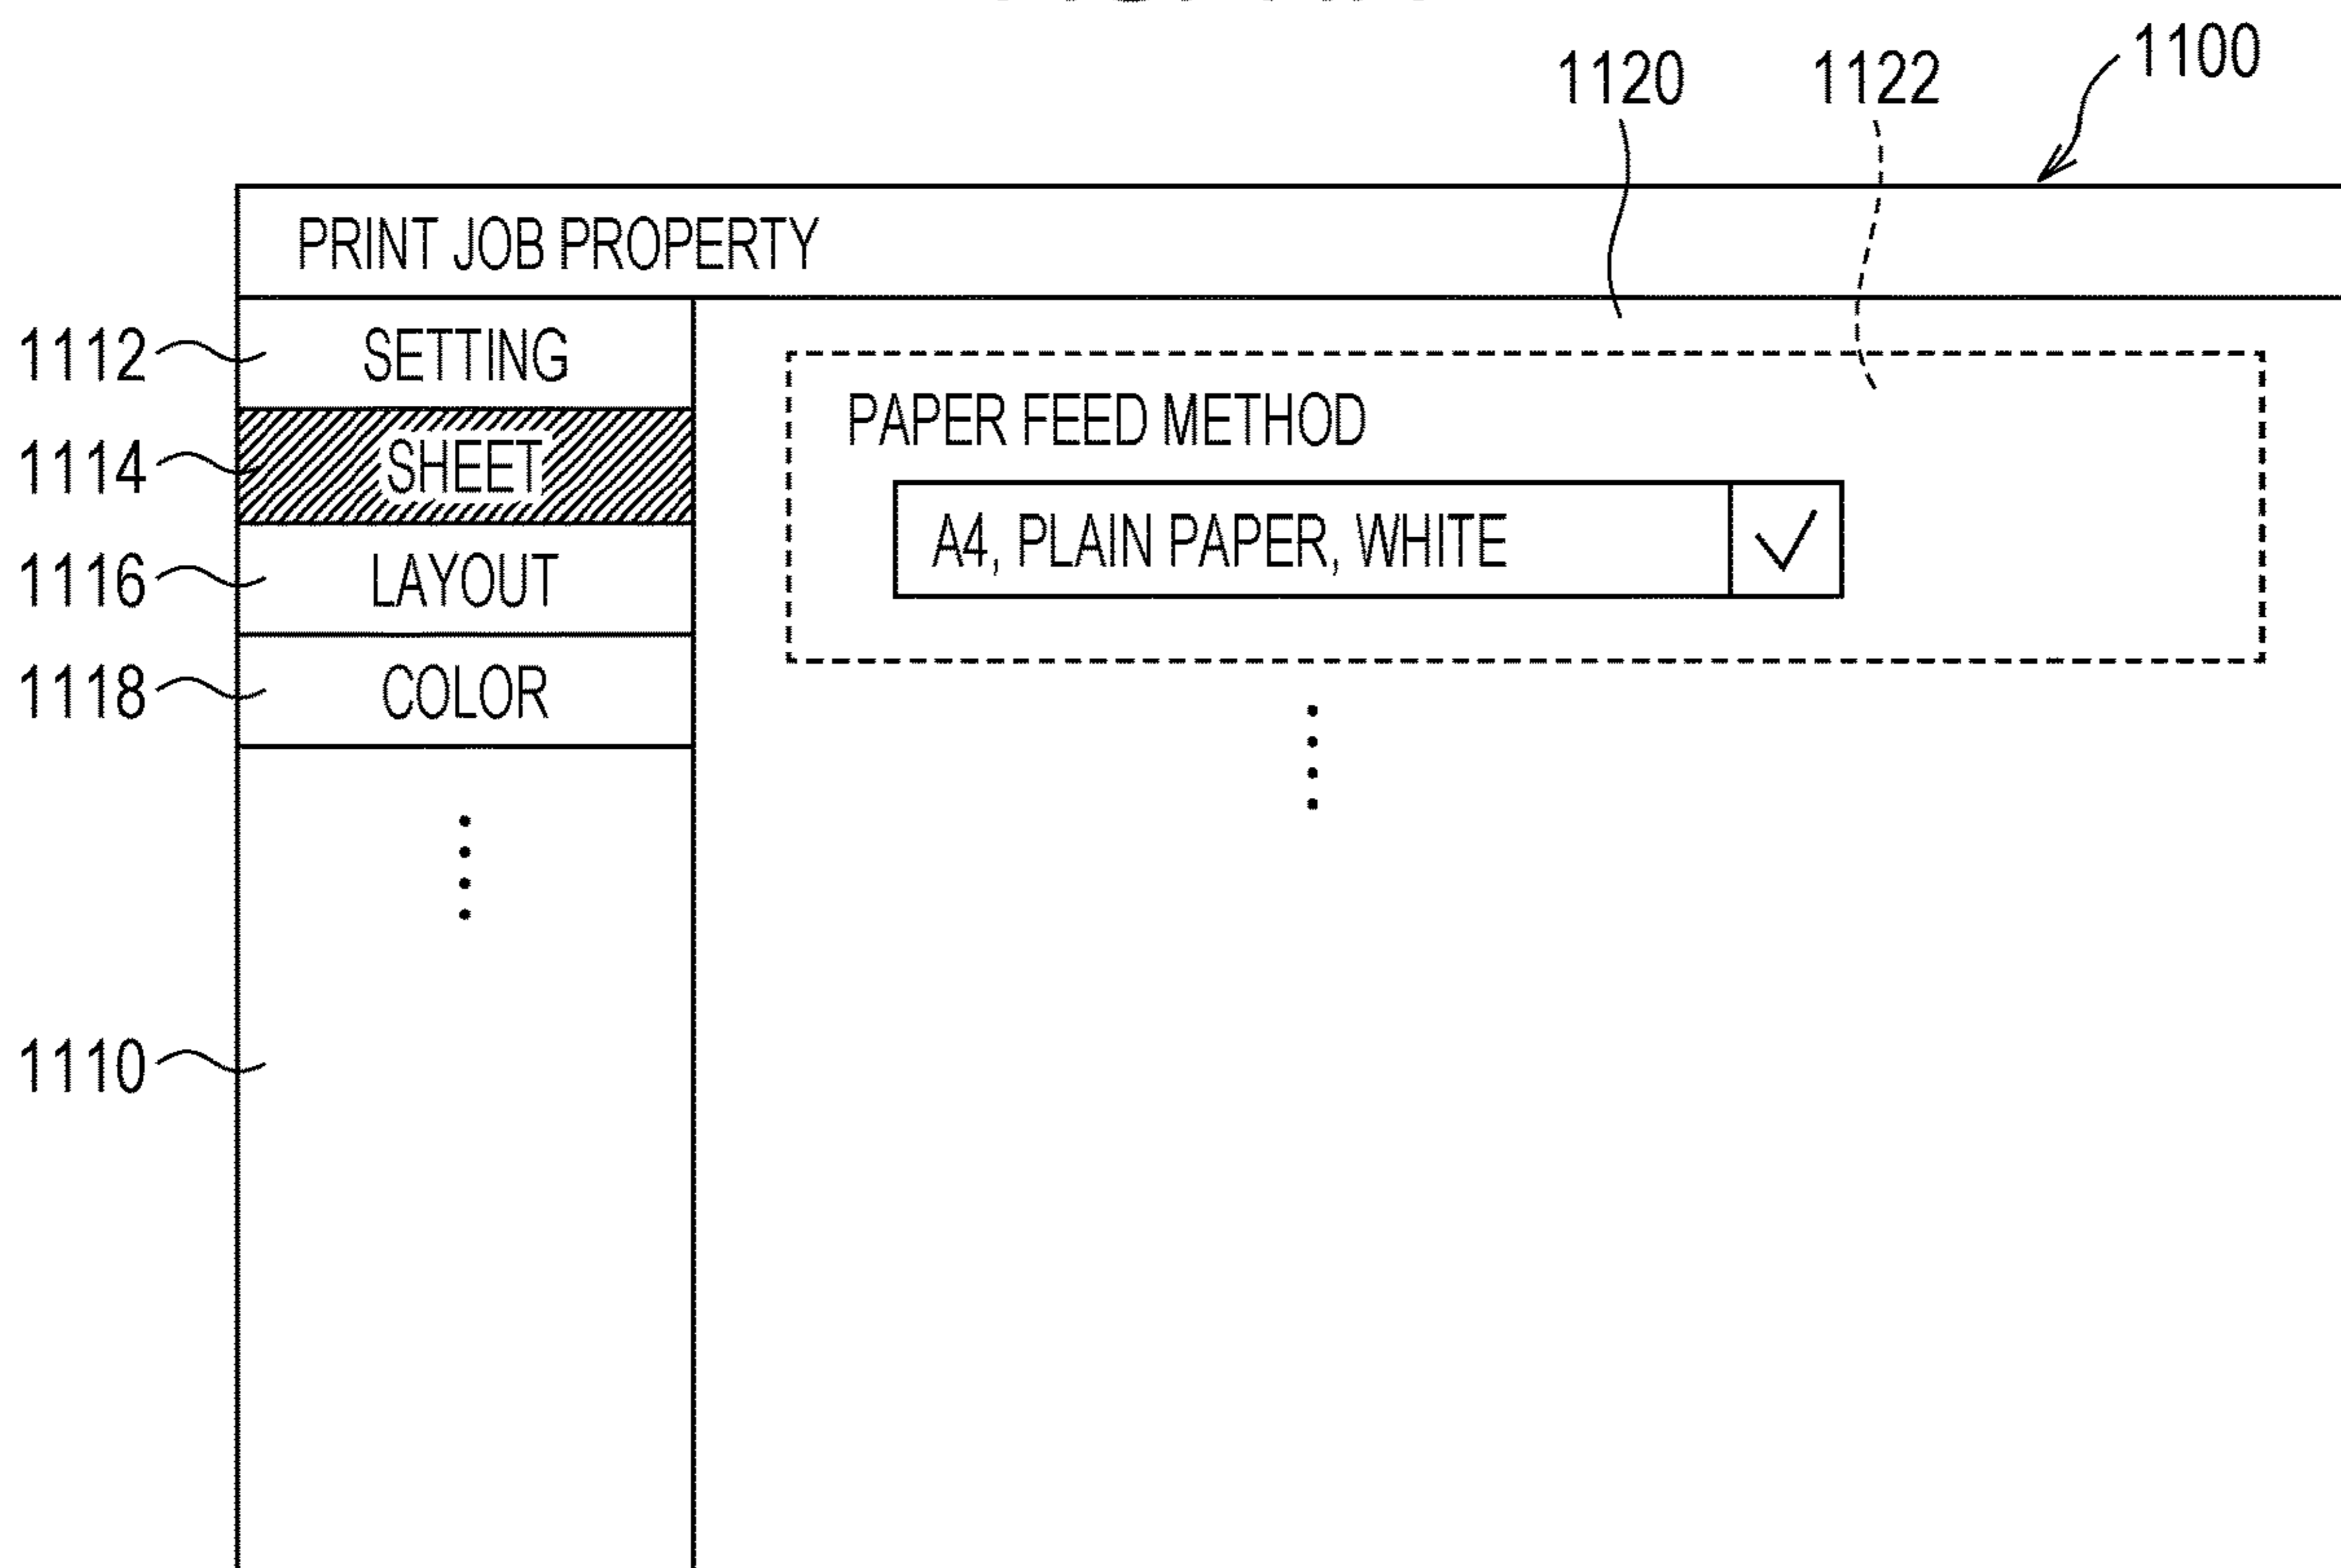 1120 1122 1100
PRINT JOB PROPERTY
1112 SETTING
PAPER FEED METHOD
1114 SHEET
A4, PLAIN PAPER, WHITE
1116 LAYOUT
1118 COLOR
1110